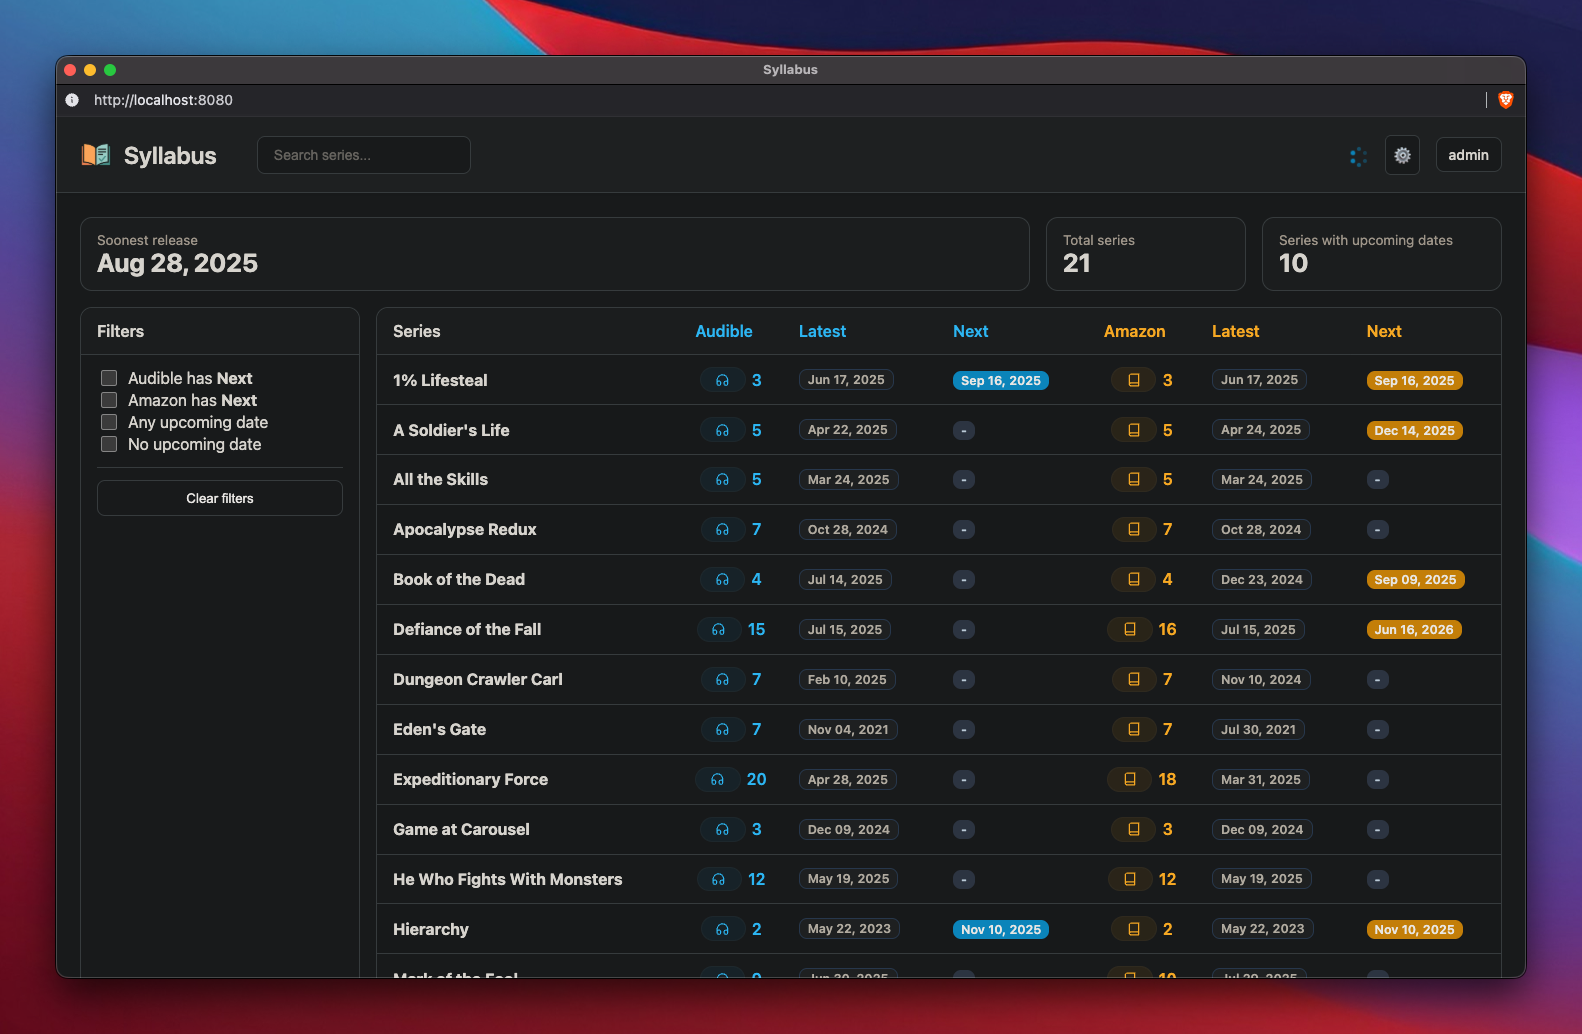 Syllabus
http://localhost:8080
Syllabus
Search series...
admin
Soonest release
Aug 28, 2025
Total series
21
Series with upcoming dates
10
Filters
Audible has Next
Amazon has Next
Any upcoming date
No upcoming date
Clear filters
Series Audible Latest Next Amazon Latest Next
1% Lifesteal 3 Jun 17, 2025 Sep 16, 2025 3 Jun 17, 2025 Sep 16, 2025
A Soldier's Life 5 Apr 22, 2025 - 5 Apr 24, 2025 Dec 14, 2025
All the Skills 5 Mar 24, 2025 - 5 Mar 24, 2025 -
Apocalypse Redux 7 Oct 28, 2024 - 7 Oct 28, 2024 -
Book of the Dead 4 Jul 14, 2025 - 4 Dec 23, 2024 Sep 09, 2025
Defiance of the Fall 15 Jul 15, 2025 - 16 Jul 15, 2025 Jun 16, 2026
Dungeon Crawler Carl 7 Feb 10, 2025 - 7 Nov 10, 2024 -
Eden's Gate 7 Nov 04, 2021 - 7 Jul 30, 2021 -
Expeditionary Force 20 Apr 28, 2025 - 18 Mar 31, 2025 -
Game at Carousel 3 Dec 09, 2024 - 3 Dec 09, 2024 -
He Who Fights With Monsters 12 May 19, 2025 - 12 May 19, 2025 -
Hierarchy 2 May 22, 2023 Nov 10, 2025 2 May 22, 2023 Nov 10, 2025